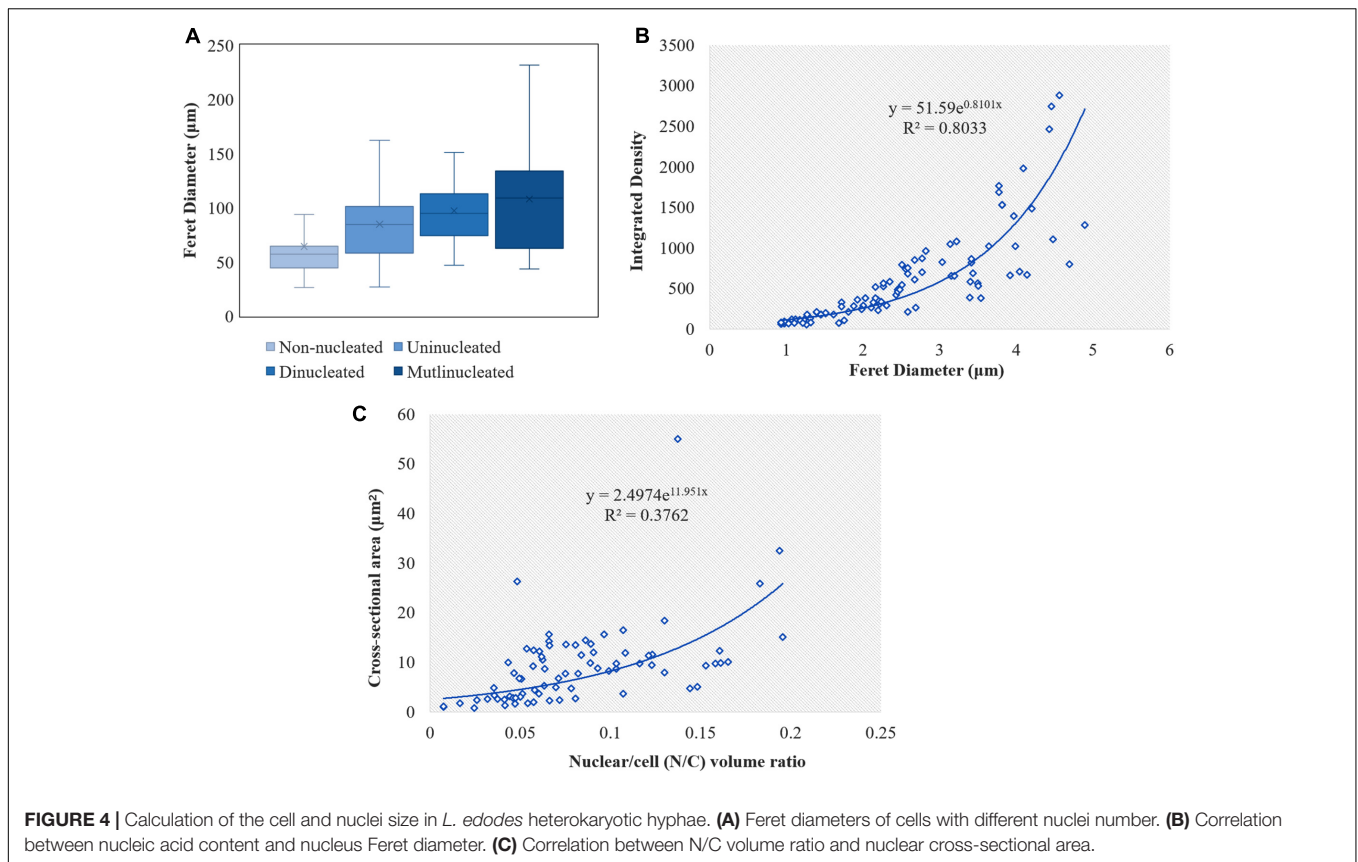 A
250
200
150
100
50
0
Feret Diameter (µm)
Non-nucleated Uninucleated
Dinucleated Mutlinucleated
B
3500
3000
2500
2000
1500
1000
500
0
Integrated Density
y = 51.59e^0.8101x
R² = 0.8033
0 1 2 3 4 5 6
Feret Diameter (µm)
C
60
50
40
30
20
10
0
Cross-sectional area (µm²)
y = 2.4974e^11.951x
R² = 0.3762
0 0.05 0.1 0.15 0.2 0.25
Nuclear/cell (N/C) volume ratio
FIGURE 4 | Calculation of the cell and nuclei size in L. edodes heterokaryotic hyphae. (A) Feret diameters of cells with different nuclei number. (B) Correlation
between nucleic acid content and nucleus Feret diameter. (C) Correlation between N/C volume ratio and nuclear cross-sectional area.